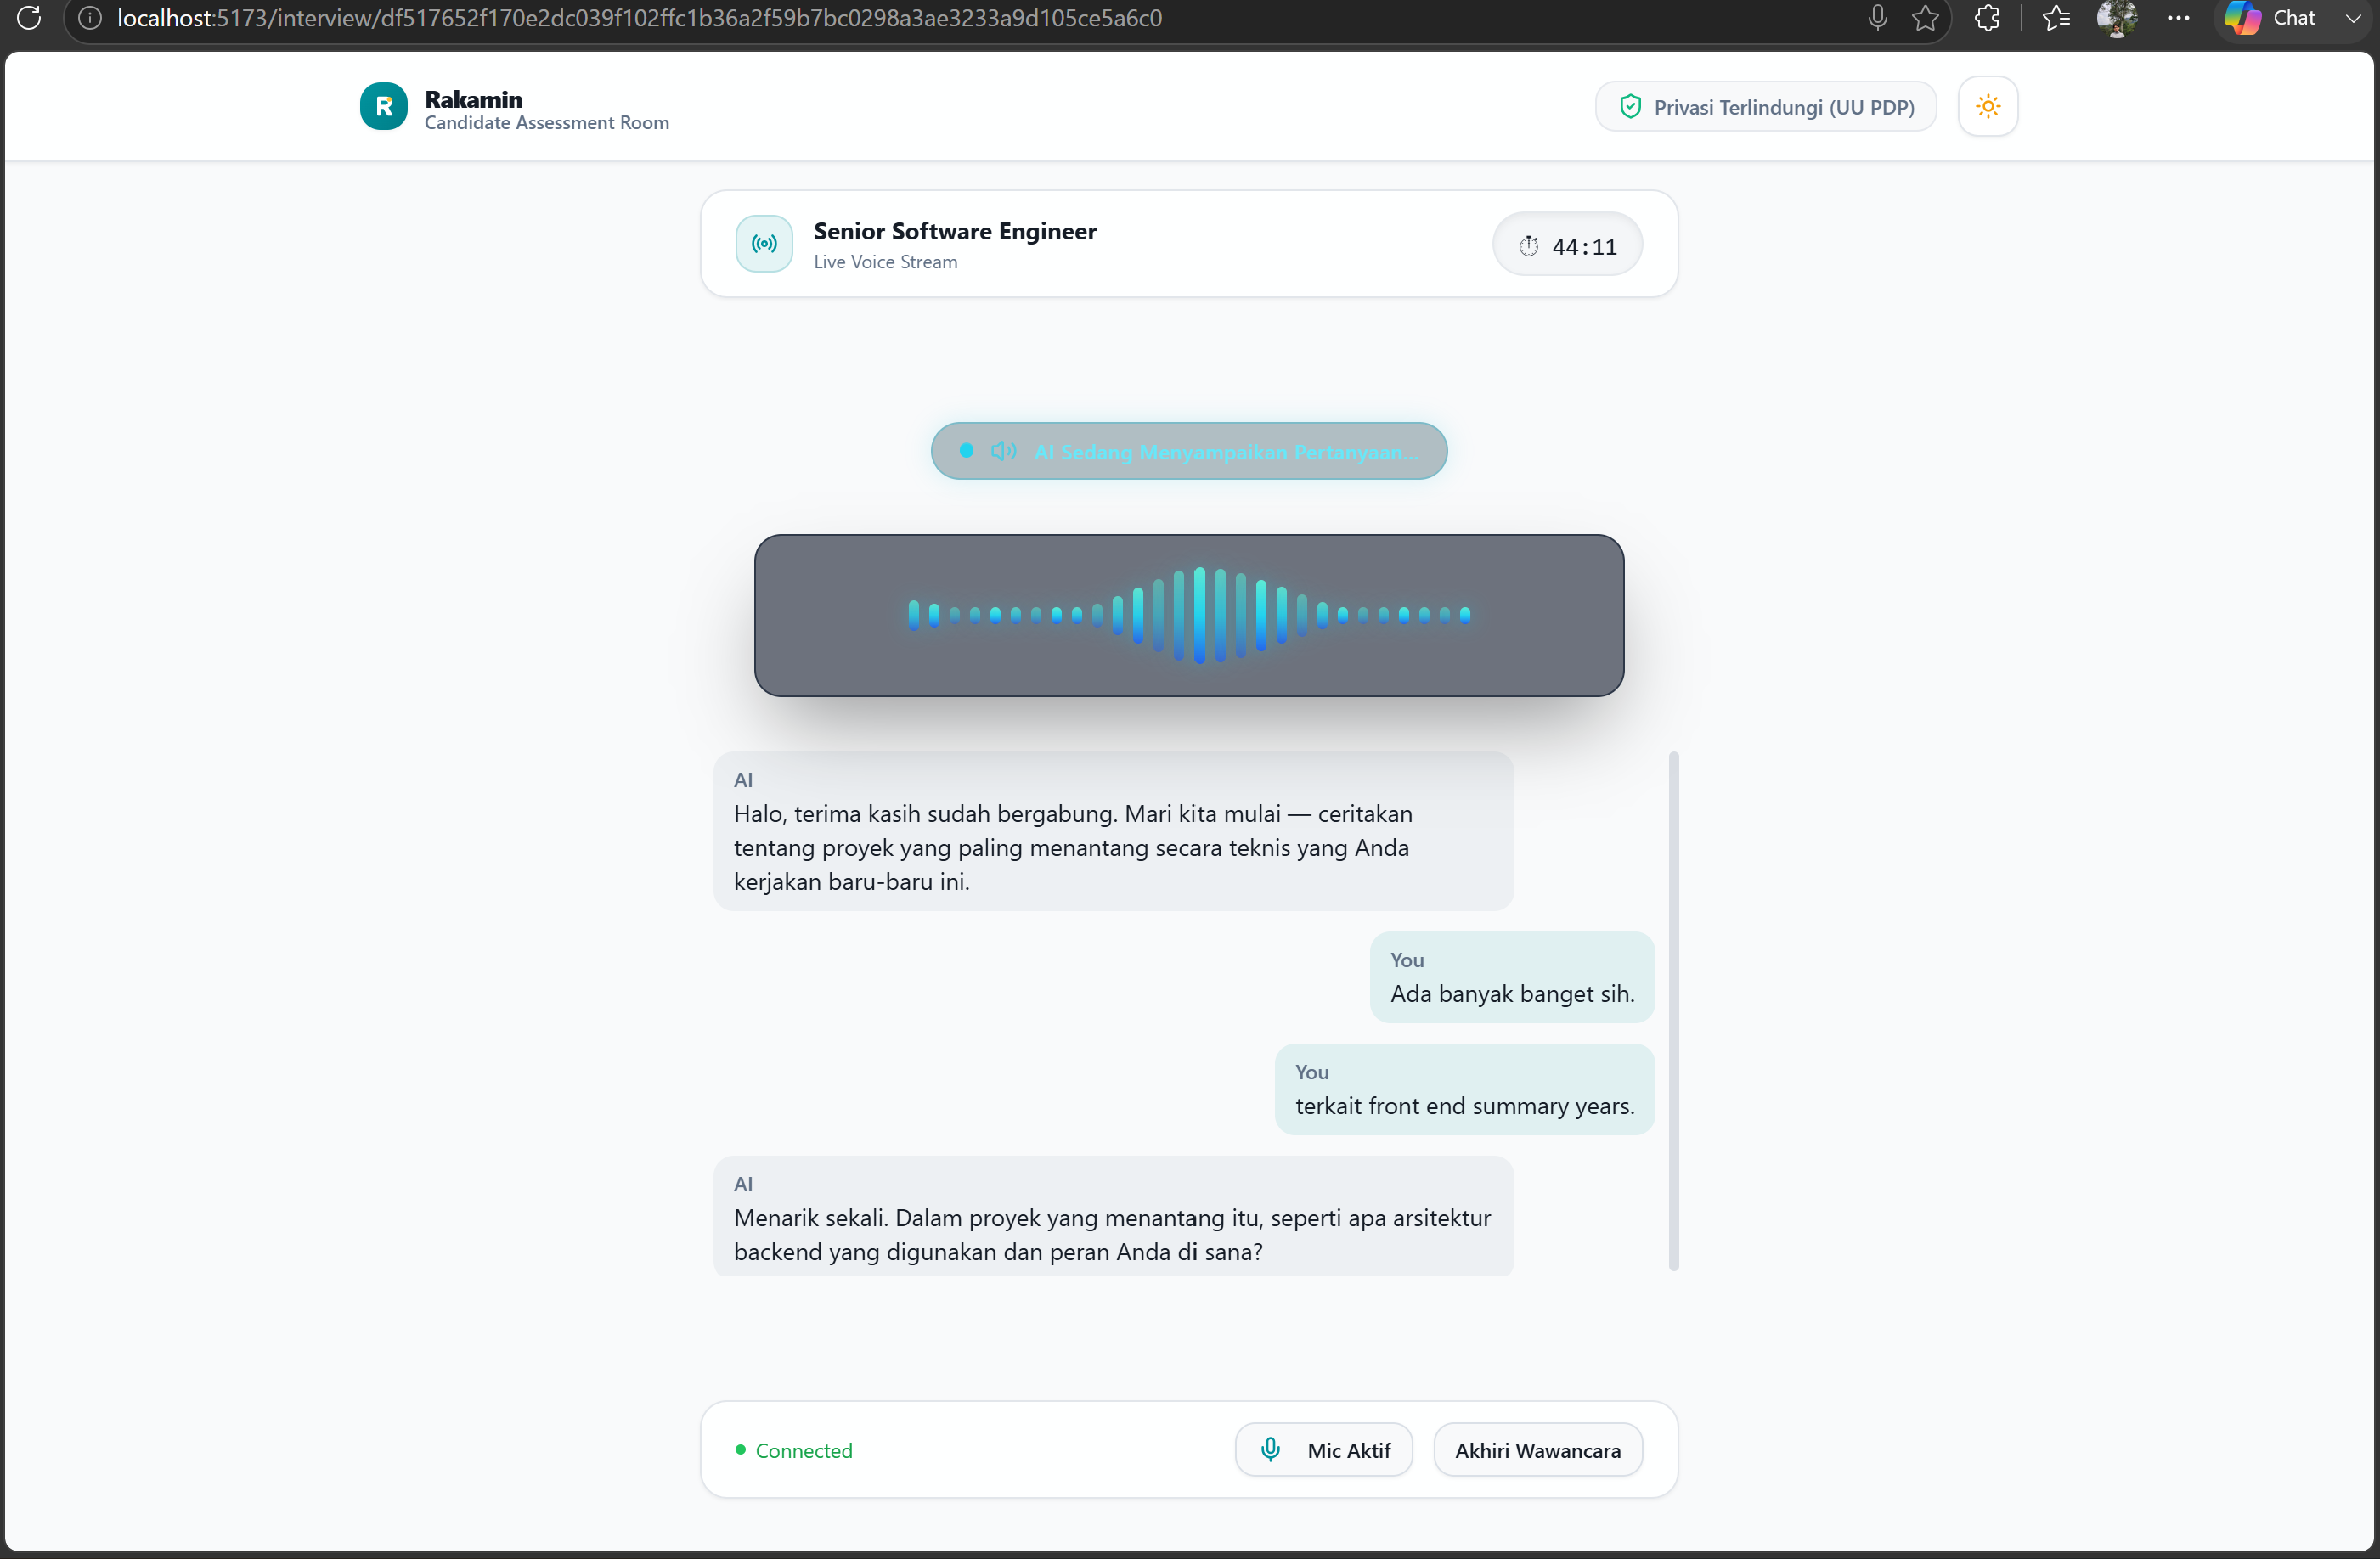 localhost:5173/interview/df517652f170e2dc039f102ffc1b36a2f59b7bc0298a3ae3233a9d105ce5a6c0
Chat
R
Rakamin
Candidate Assessment Room
Privasi Terlindungi (UU PDP)
Senior Software Engineer
Live Voice Stream
44:11
AI Sedang Menyampaikan Pertanyaan...
AI
Halo, terima kasih sudah bergabung. Mari kita mulai — ceritakan
tentang proyek yang paling menantang secara teknis yang Anda
kerjakan baru-baru ini.
You
Ada banyak banget sih.
You
terkait front end summary years.
AI
Menarik sekali. Dalam proyek yang menantang itu, seperti apa arsitektur
backend yang digunakan dan peran Anda di sana?
Connected
Mic Aktif
Akhiri Wawancara